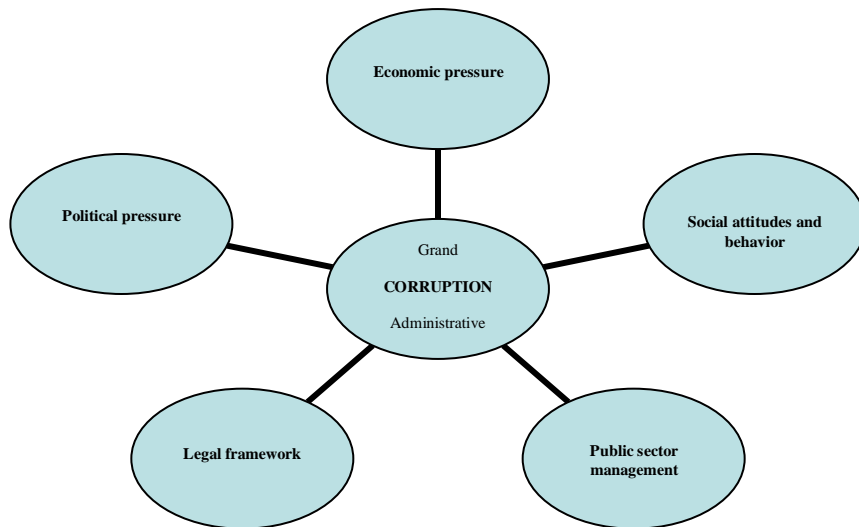 Economic pressure
Political pressure
Social attitudes and
behavior
Grand
CORRUPTION
Administrative
Legal framework
Public sector
management